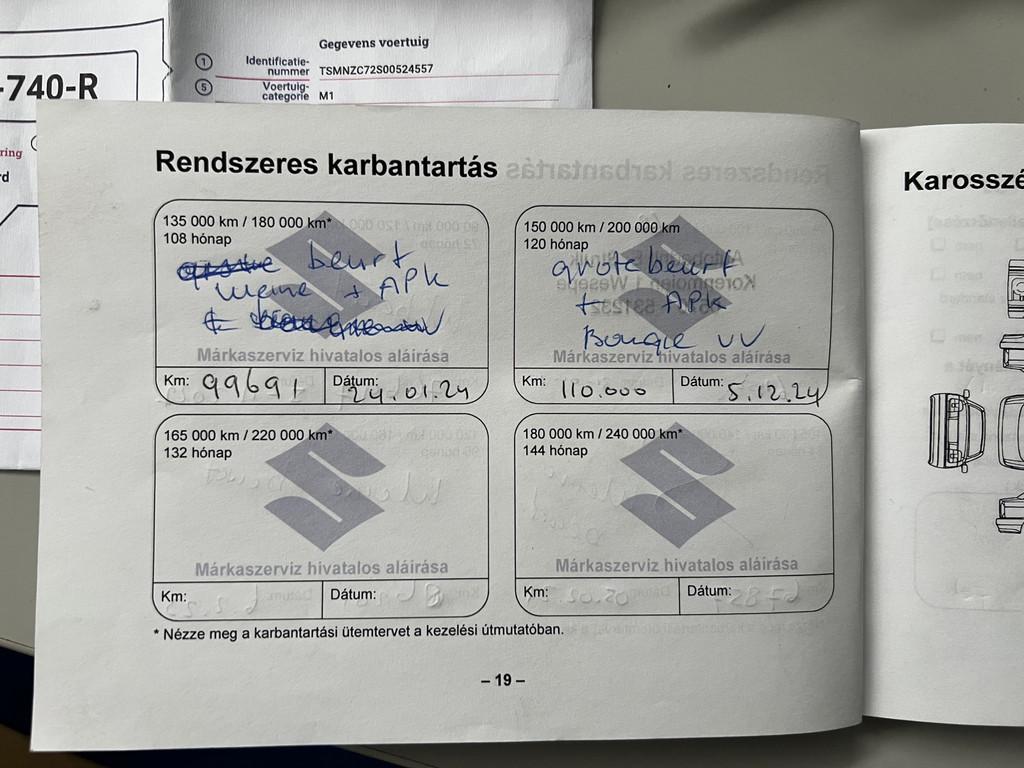 -740-R
ring
rd
Gegevens voertuig
1 Identificatie-
nummer TSMNZC72S00524557
5 Voertuig-
categorie M1
Rendszeres karbantartás
135 000 km / 180 000 km*
108 hónap
beurt
kleine + APK
Márkaszerviz hivatalos aláírása
Km: 99691 Dátum: 24.01.24
150 000 km / 200 000 km
120 hónap
grote beurt
+ APK
Bougie VV
Márkaszerviz hivatalos aláírása
Km: 110.000 Dátum: 5.12.24
165 000 km / 220 000 km*
132 hónap
Márkaszerviz hivatalos aláírása
Km: Dátum:
180 000 km / 240 000 km*
144 hónap
Márkaszerviz hivatalos aláírása
Km: Dátum:
* Nézze meg a karbantartási ütemtervet a kezelési útmutatóban.
– 19 –
Karosszé